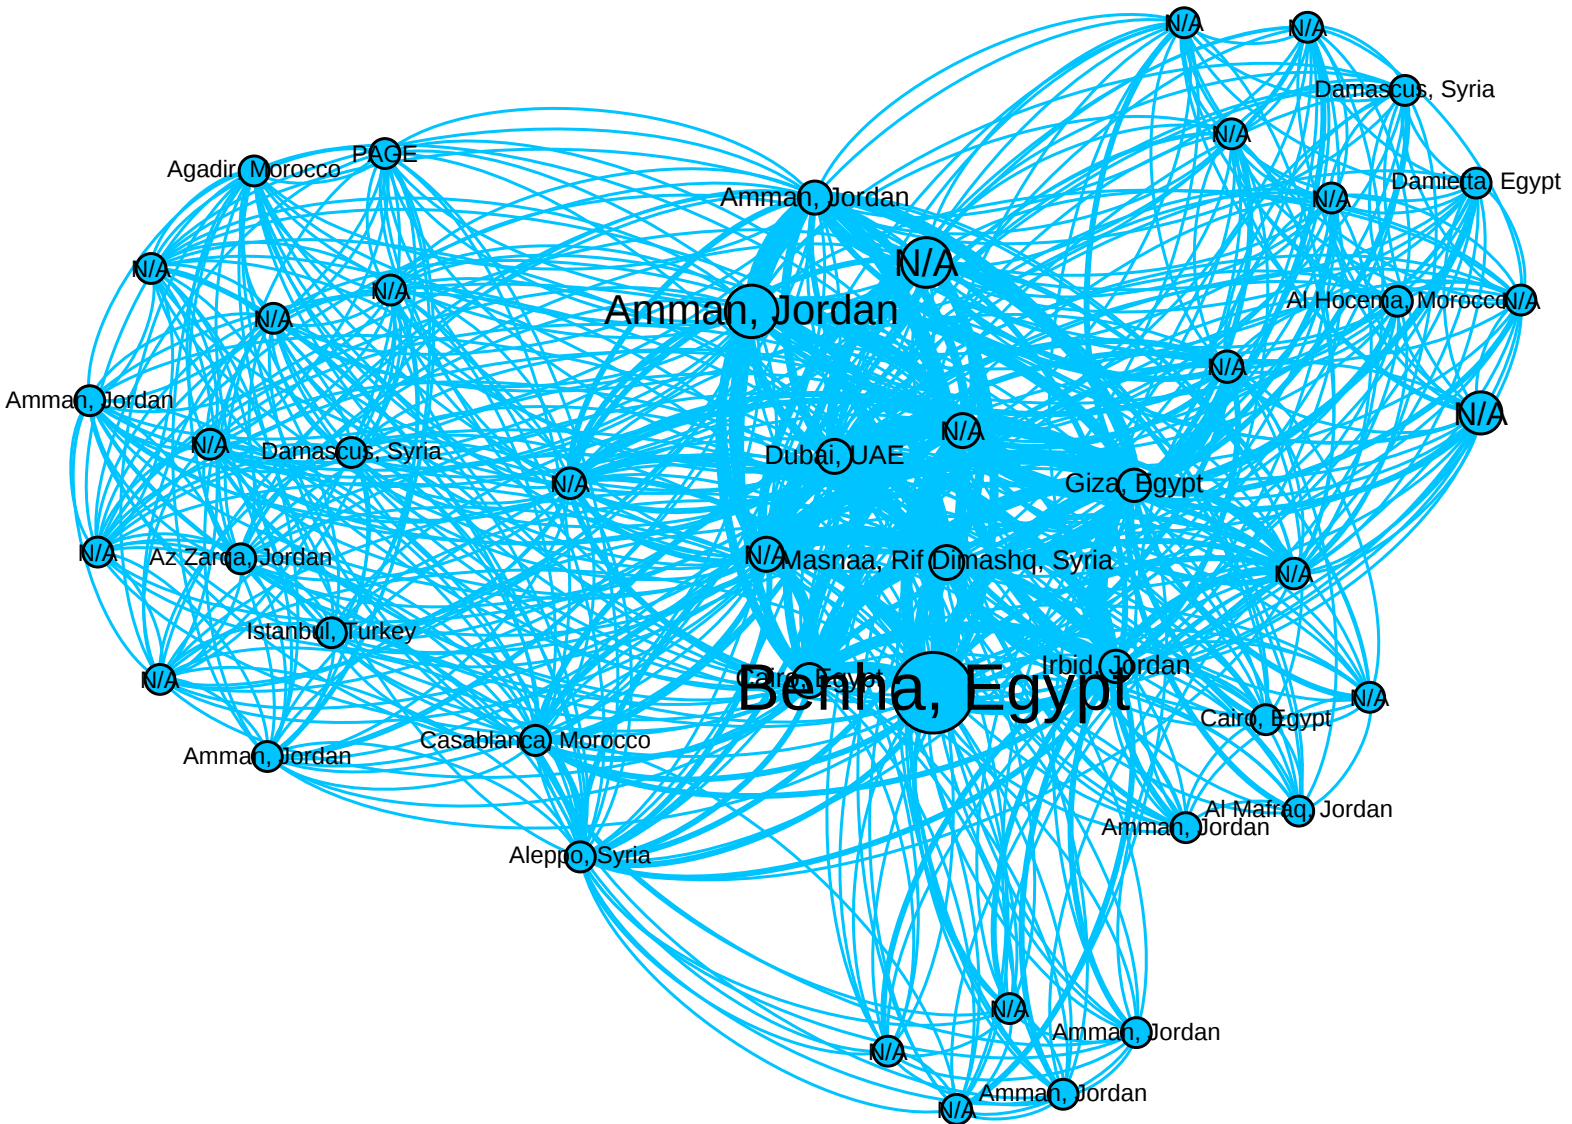 N/A
N/A
Damascus, Syria
N/A
PAGE
Agadir, Morocco
Damietta, Egypt
Amman, Jordan
N/A
N/A
N/A
N/A
Al Hocema, Morocco
N/A
Amman, Jordan
N/A
N/A
Amman, Jordan
N/A
N/A
N/A
N/A
Damascus, Syria
Dubai, UAE
N/A
Giza, Egypt
N/A
Az Zarqa, Jordan
N/A
Masnaa, Rif Dimashq, Syria
N/A
Istanbul, Turkey
Irbid, Jordan
N/A
Cairo, Egypt
Benha, Egypt
N/A
Cairo, Egypt
Casablanca, Morocco
Amman, Jordan
Al Mafraq, Jordan
Amman, Jordan
Aleppo, Syria
N/A
Amman, Jordan
N/A
Amman, Jordan
N/A